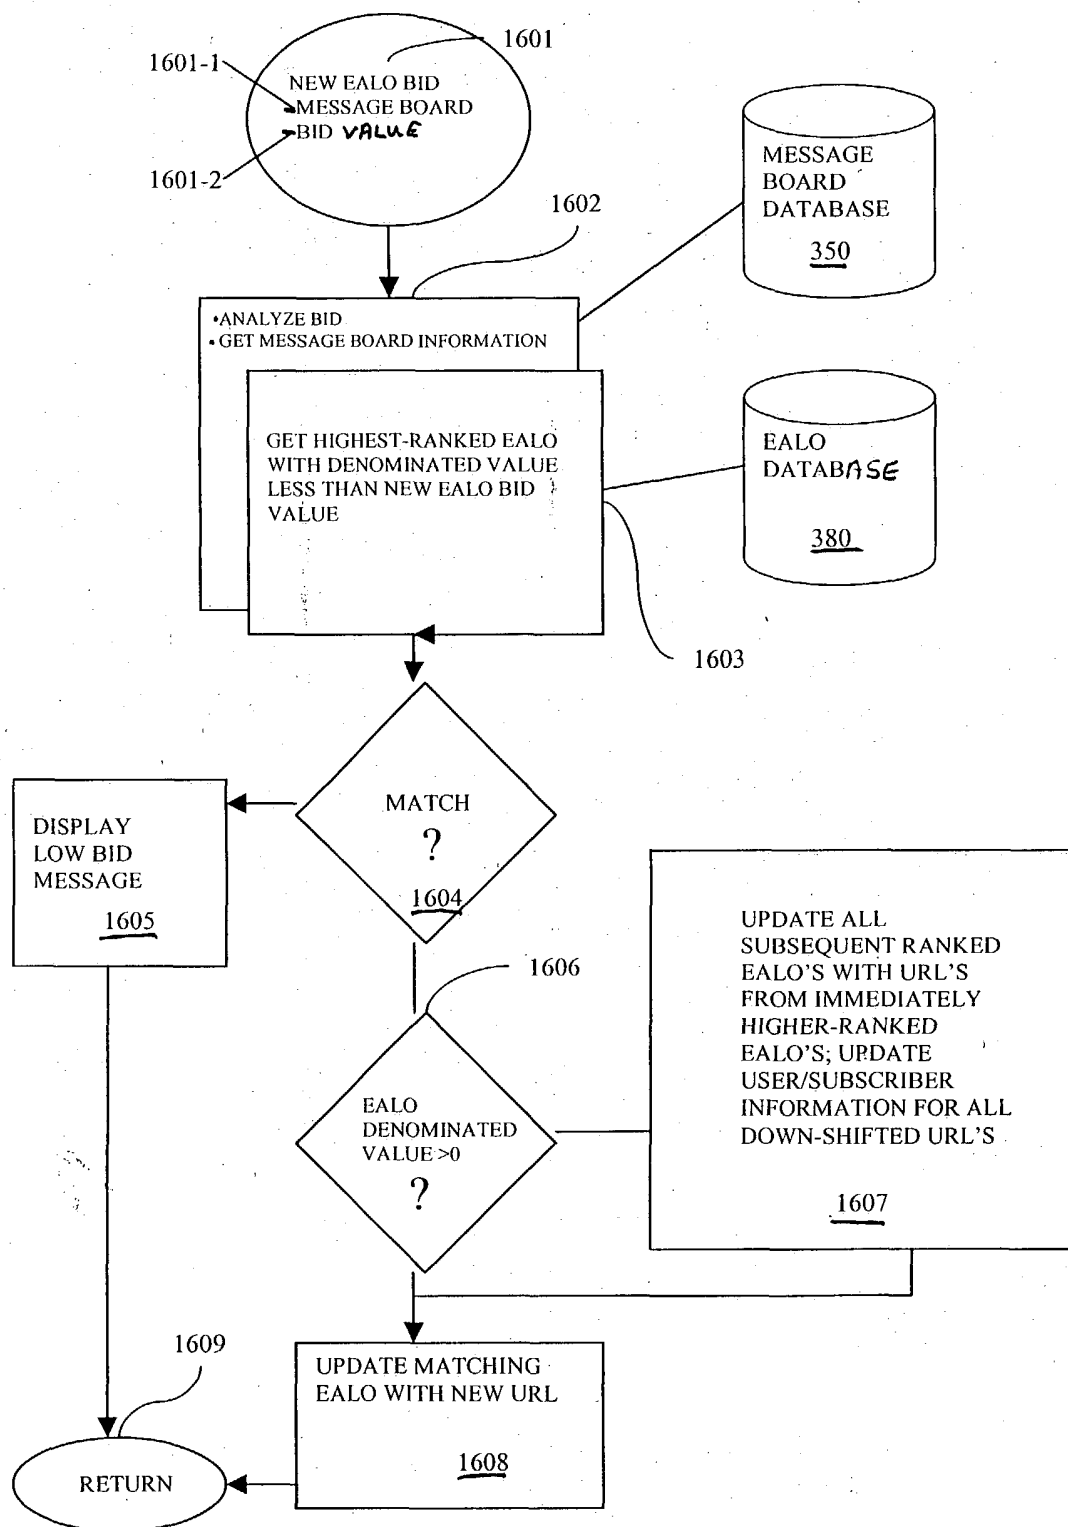 1601
1601-1
NEW EALO BID
-MESSAGE BOARD
-BID VALUE
1601-2
1602
MESSAGE
BOARD
DATABASE
350
•ANALYZE BID
•GET MESSAGE BOARD INFORMATION
GET HIGHEST-RANKED EALO
WITH DENOMINATED VALUE
LESS THAN NEW EALO BID
VALUE
EALO
DATABASE
380
1603
MATCH
?
1604
DISPLAY
LOW BID
MESSAGE
1605
1606
UPDATE ALL
SUBSEQUENT RANKED
EALO'S WITH URL'S
FROM IMMEDIATELY
HIGHER-RANKED
EALO'S; UPDATE
USER/SUBSCRIBER
INFORMATION FOR ALL
DOWN-SHIFTED URL'S
1607
EALO
DENOMINATED
VALUE >0
?
1609
UPDATE MATCHING
EALO WITH NEW URL
1608
RETURN